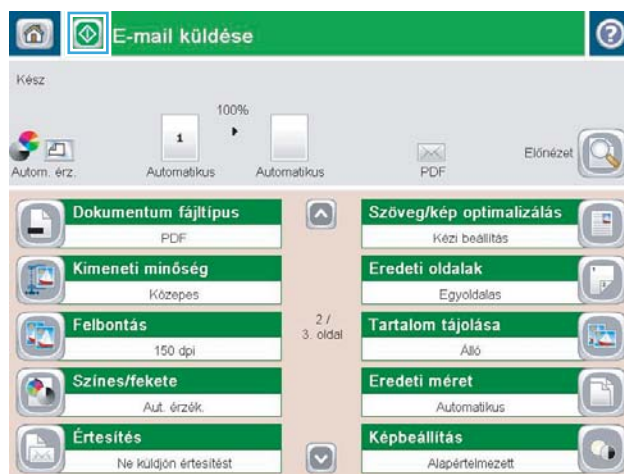 E-mail küldése
Kész
100%
1
Autom. érz.
Automatikus
Automatikus
PDF
Előnézet
Dokumentum fájltípus
PDF
Kimeneti minőség
Közepes
Felbontás
150 dpi
Színes/fekete
Aut. érzék.
Értesítés
Ne küldjön értesítést
2 /
3. oldal
Szöveg/kép optimalizálás
Kézi beállítás
Eredeti oldalak
Egyoldalas
Tartalom tájolása
Álló
Eredeti méret
Automatikus
Képbeállítás
Alapértelmezett